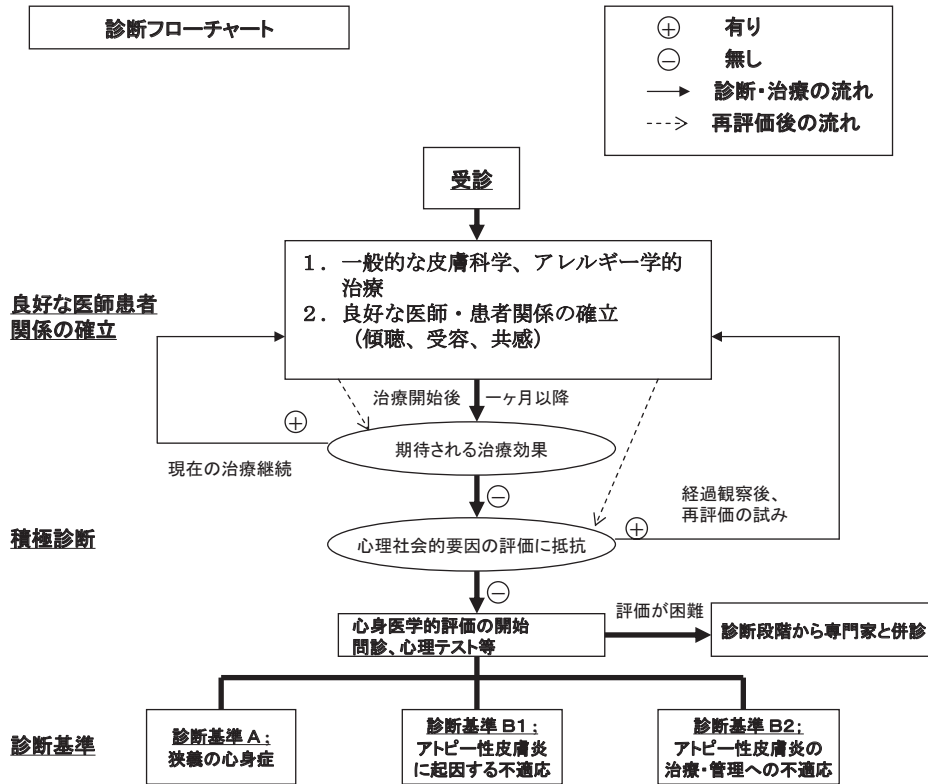 診断フローチャート
⊕ 有り
⊖ 無し
診断・治療の流れ
再評価後の流れ
受診
1．一般的な皮膚科学、アレルギー学的
治療
2．良好な医師・患者関係の確立
（傾聴、受容、共感）
良好な医師患者
関係の確立
治療開始後 一ヶ月以降
⊕
期待される治療効果
現在の治療継続
⊖
経過観察後、
再評価の試み
積極診断
心理社会的要因の評価に抵抗
⊕
⊖
心身医学的評価の開始
問診、心理テスト等
評価が困難
診断段階から専門家と併診
診断基準
診断基準 A；
狭義の心身症
診断基準 B1；
アトピー性皮膚炎
に起因する不適応
診断基準 B2；
アトピー性皮膚炎の
治療・管理への不適応